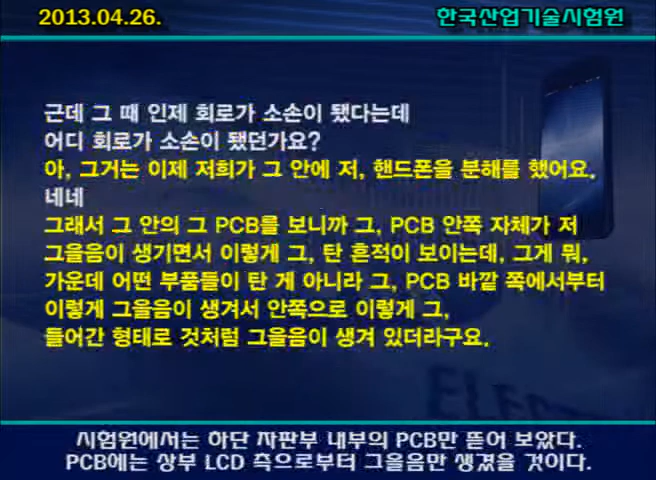 2013.04.26.
한국산업기술시험원
근데 그 때 인제 회로가 소손이 됐다는데
어디 회로가 소손이 됐던가요?
아, 그거는 이제 저희가 그 안에 저, 핸드폰을 분해를 했어요.
네네
그래서 그 안의 그 PCB를 보니까 그, PCB 안쪽 자체가 저
그을음이 생기면서 이렇게 그, 탄 흔적이 보이는데, 그게 뭐,
가운데 어떤 부품들이 탄 게 아니라 그, PCB 바깥 쪽에서부터
이렇게 그을음이 생겨서 안쪽으로 이렇게 그,
들어간 형태로 것처럼 그을음이 생겨 있더라구요.
시험원에서는 하단 자판부 내부의 PCB만 뜯어 보았다.
PCB에는 상부 LCD 측으로부터 그을음만 생겼을 것이다.